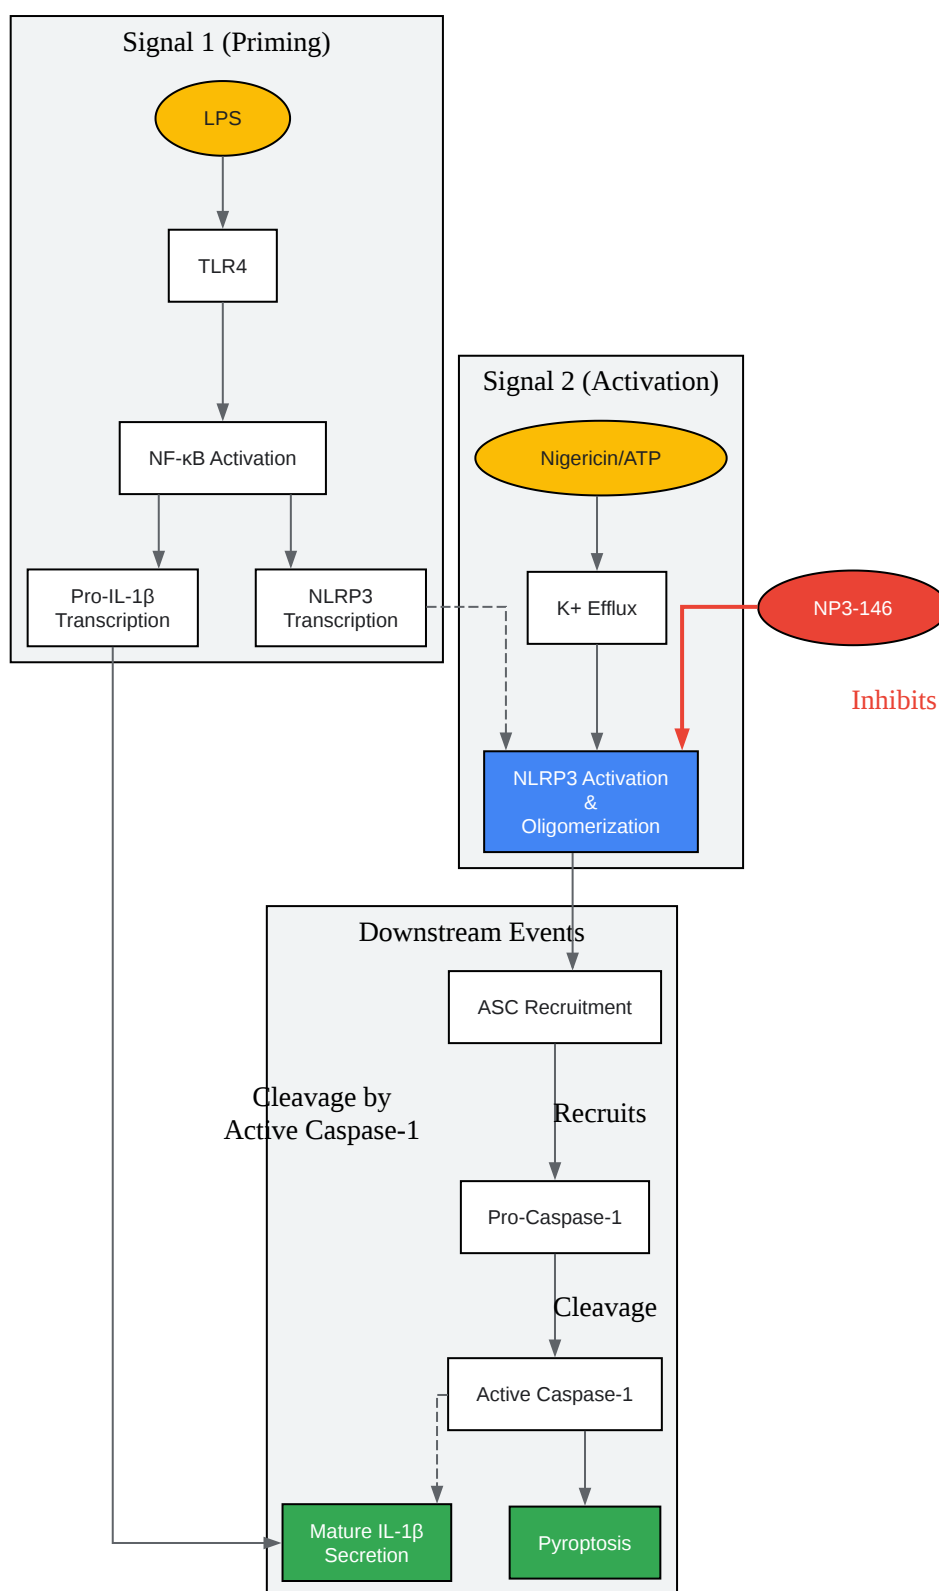 Signal 1 (Priming)
LPS
TLR4
NF-κB Activation
Pro-IL-1β
Transcription
NLRP3
Transcription
Signal 2 (Activation)
Nigericin/ATP
K+ Efflux
NP3-146
Inhibits
NLRP3 Activation
&
Oligomerization
Downstream Events
ASC Recruitment
Cleavage by
Active Caspase-1
Recruits
Pro-Caspase-1
Cleavage
Active Caspase-1
Mature IL-1β
Secretion
Pyroptosis